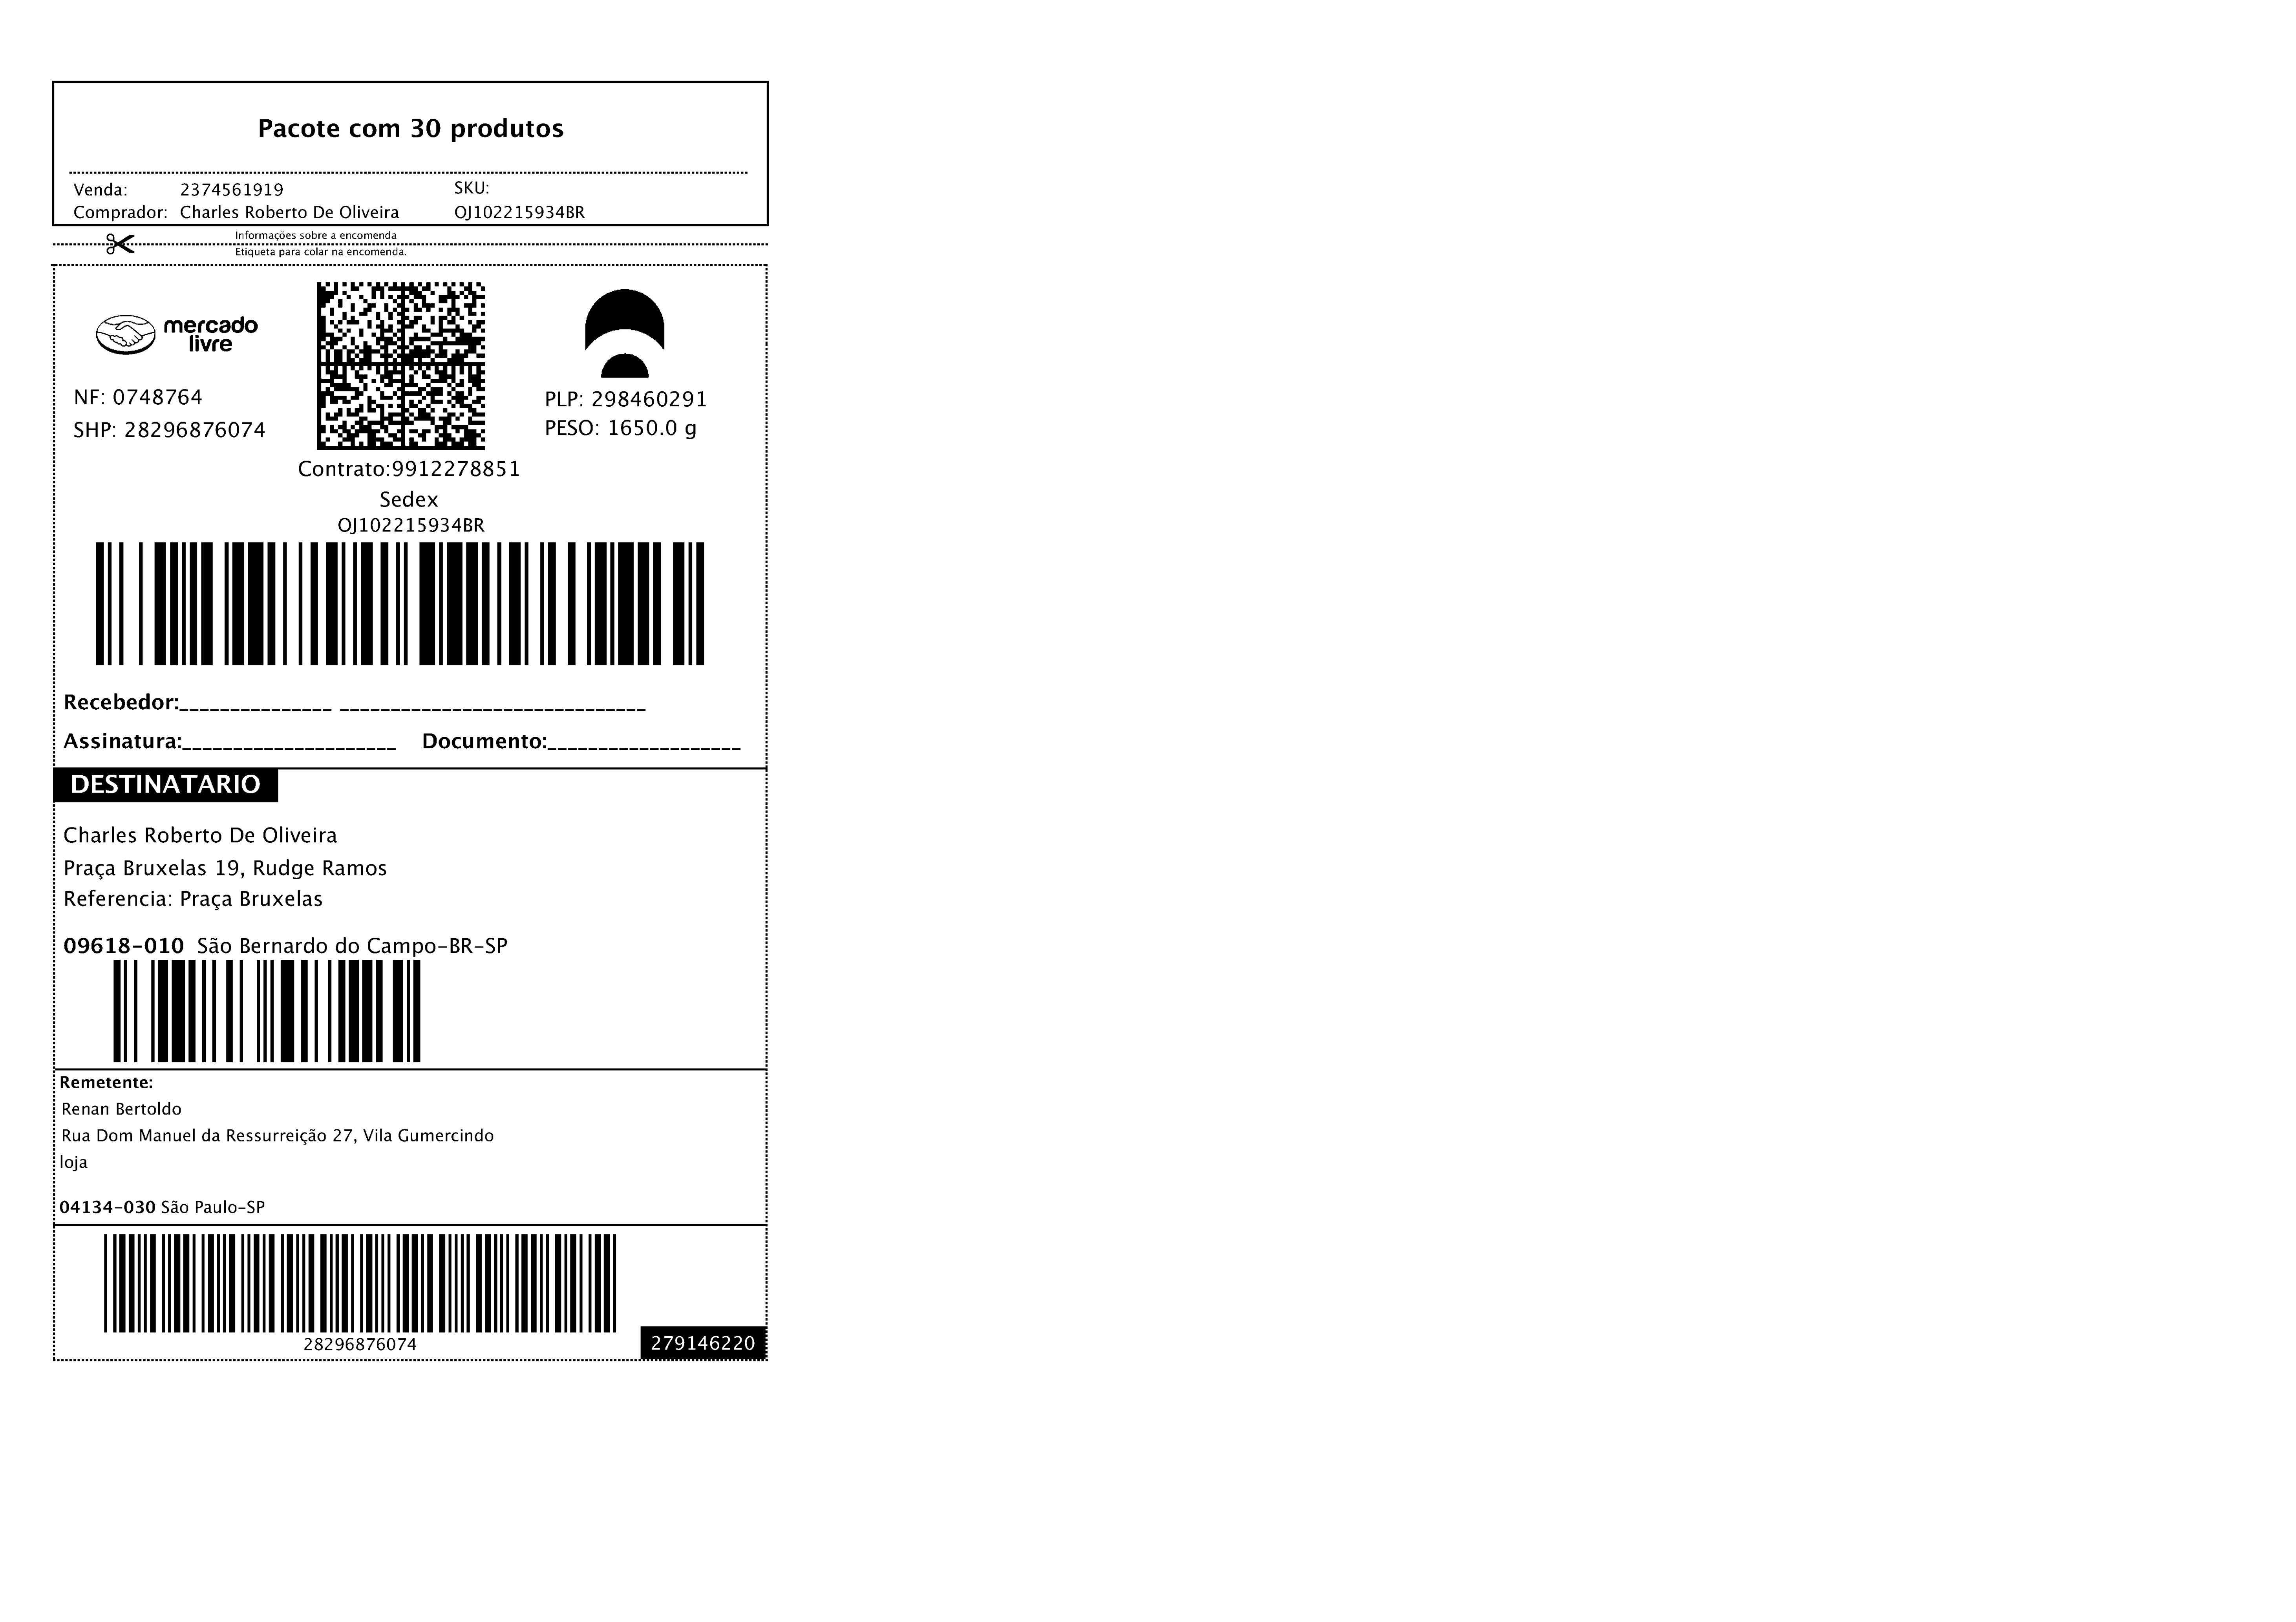 Pacote com 30 produtos
Venda: 2374561919 SKU:
Comprador: Charles Roberto De Oliveira OJ102215934BR
Informações sobre a encomenda
Etiqueta para colar na encomenda.
mercado
livre
NF: 0748764 PLP: 298460291
SHP: 28296876074 PESO: 1650.0 g
Contrato:9912278851
Sedex
OJ102215934BR
Recebedor:_______________ ______________________________
Assinatura:_____________________ Documento:___________________
DESTINATARIO
Charles Roberto De Oliveira
Praça Bruxelas 19, Rudge Ramos
Referencia: Praça Bruxelas
09618-010 São Bernardo do Campo-BR-SP
Remetente:
Renan Bertoldo
Rua Dom Manuel da Ressurreição 27, Vila Gumercindo
loja
04134-030 São Paulo-SP
28296876074 279146220